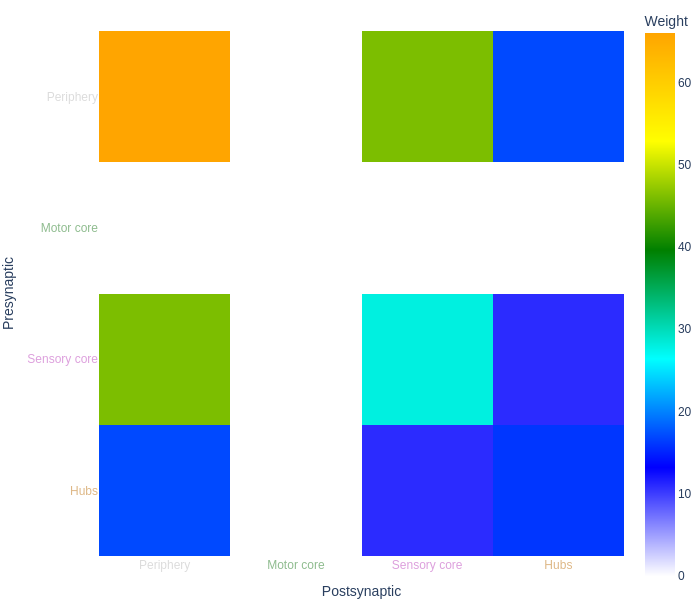 Weight
Periphery
Motor core
Sensory core
Hubs
Presynaptic
Periphery
Motor core
Sensory core
Hubs
Postsynaptic
60
50
40
30
20
10
0